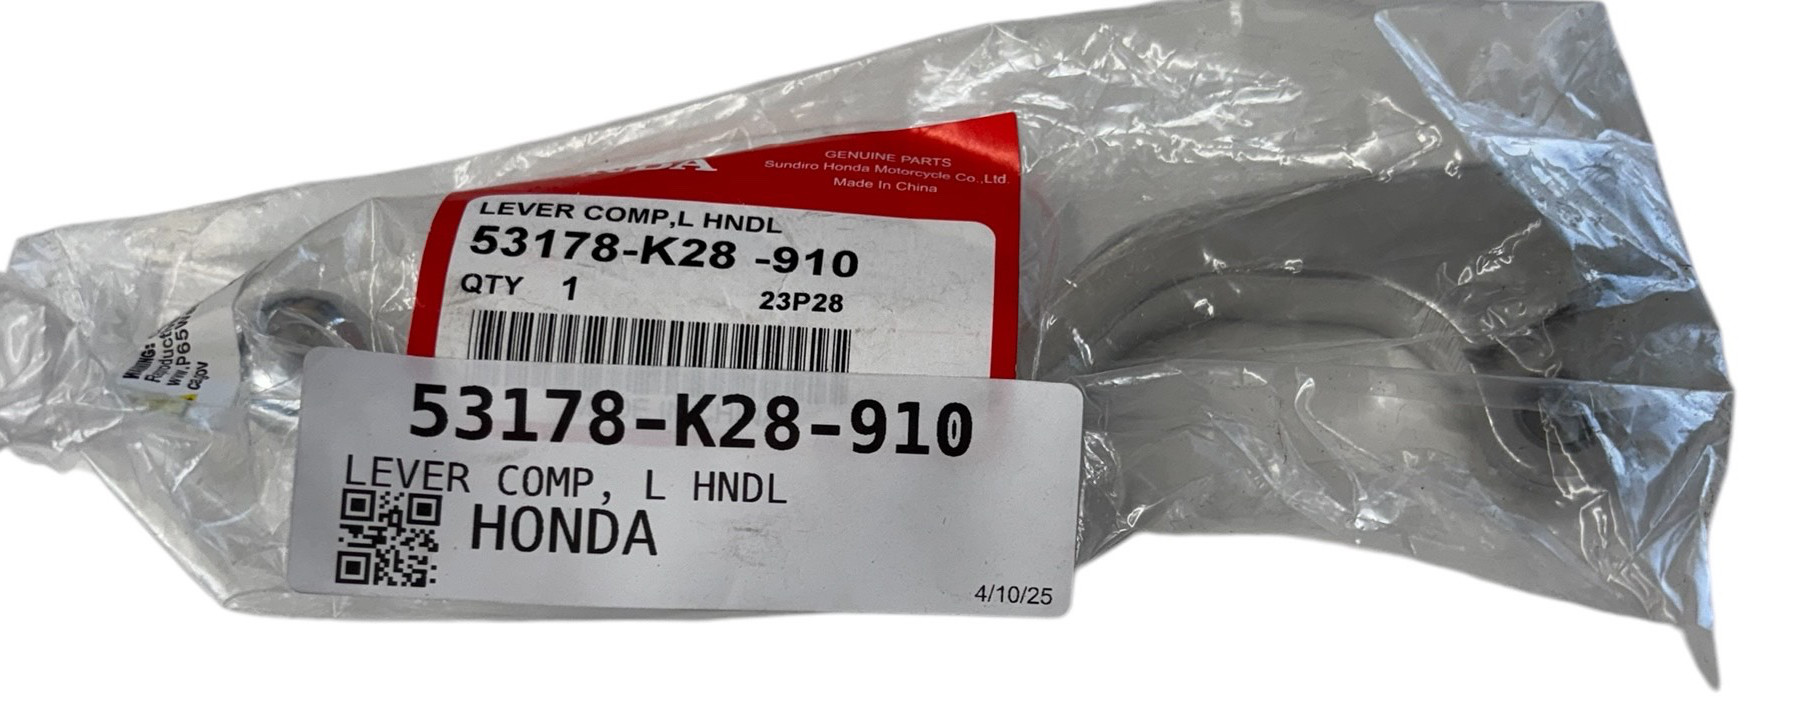 GENUINE PARTS
Sundiro Honda Motorcycle Co.,Ltd.
Made In China
LEVER COMP,L HNDL
53178-K28 -910
QTY 1 23P28
53178-K28-910
LEVER COMP, L HNDL
HONDA
4/10/25